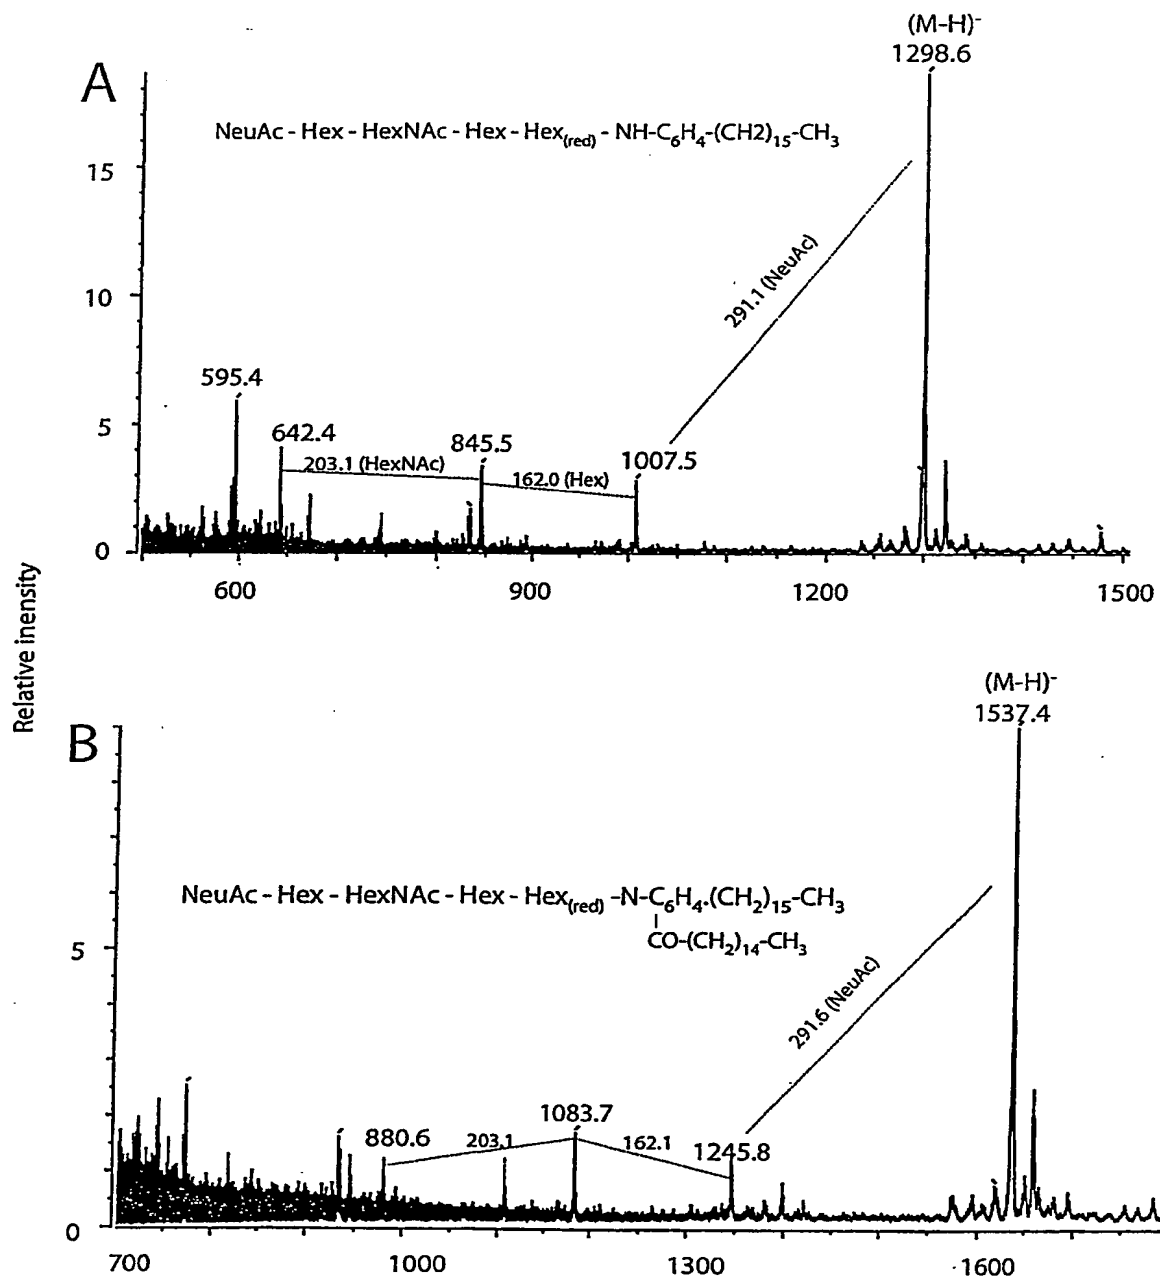 (M-H)-
1298.6
A
NeuAc - Hex - HexNAc - Hex - Hex(red) - NH-C6H4-(CH2)15-CH3
15
291.1 (NeuAc)
10
595.4
5
642.4
845.5
203.1 (HexNAc)
162.0 (Hex)
1007.5
0
600
900
1200
1500
Relative inensity
(M-H)-
1537.4
B
NeuAc - Hex - HexNAc - Hex - Hex(red) -N-C6H4.(CH2)15-CH3
CO-(CH2)14-CH3
5
291.6 (NeuAc)
1083.7
880.6
203.1
162.1
1245.8
0
700
1000
1300
1600